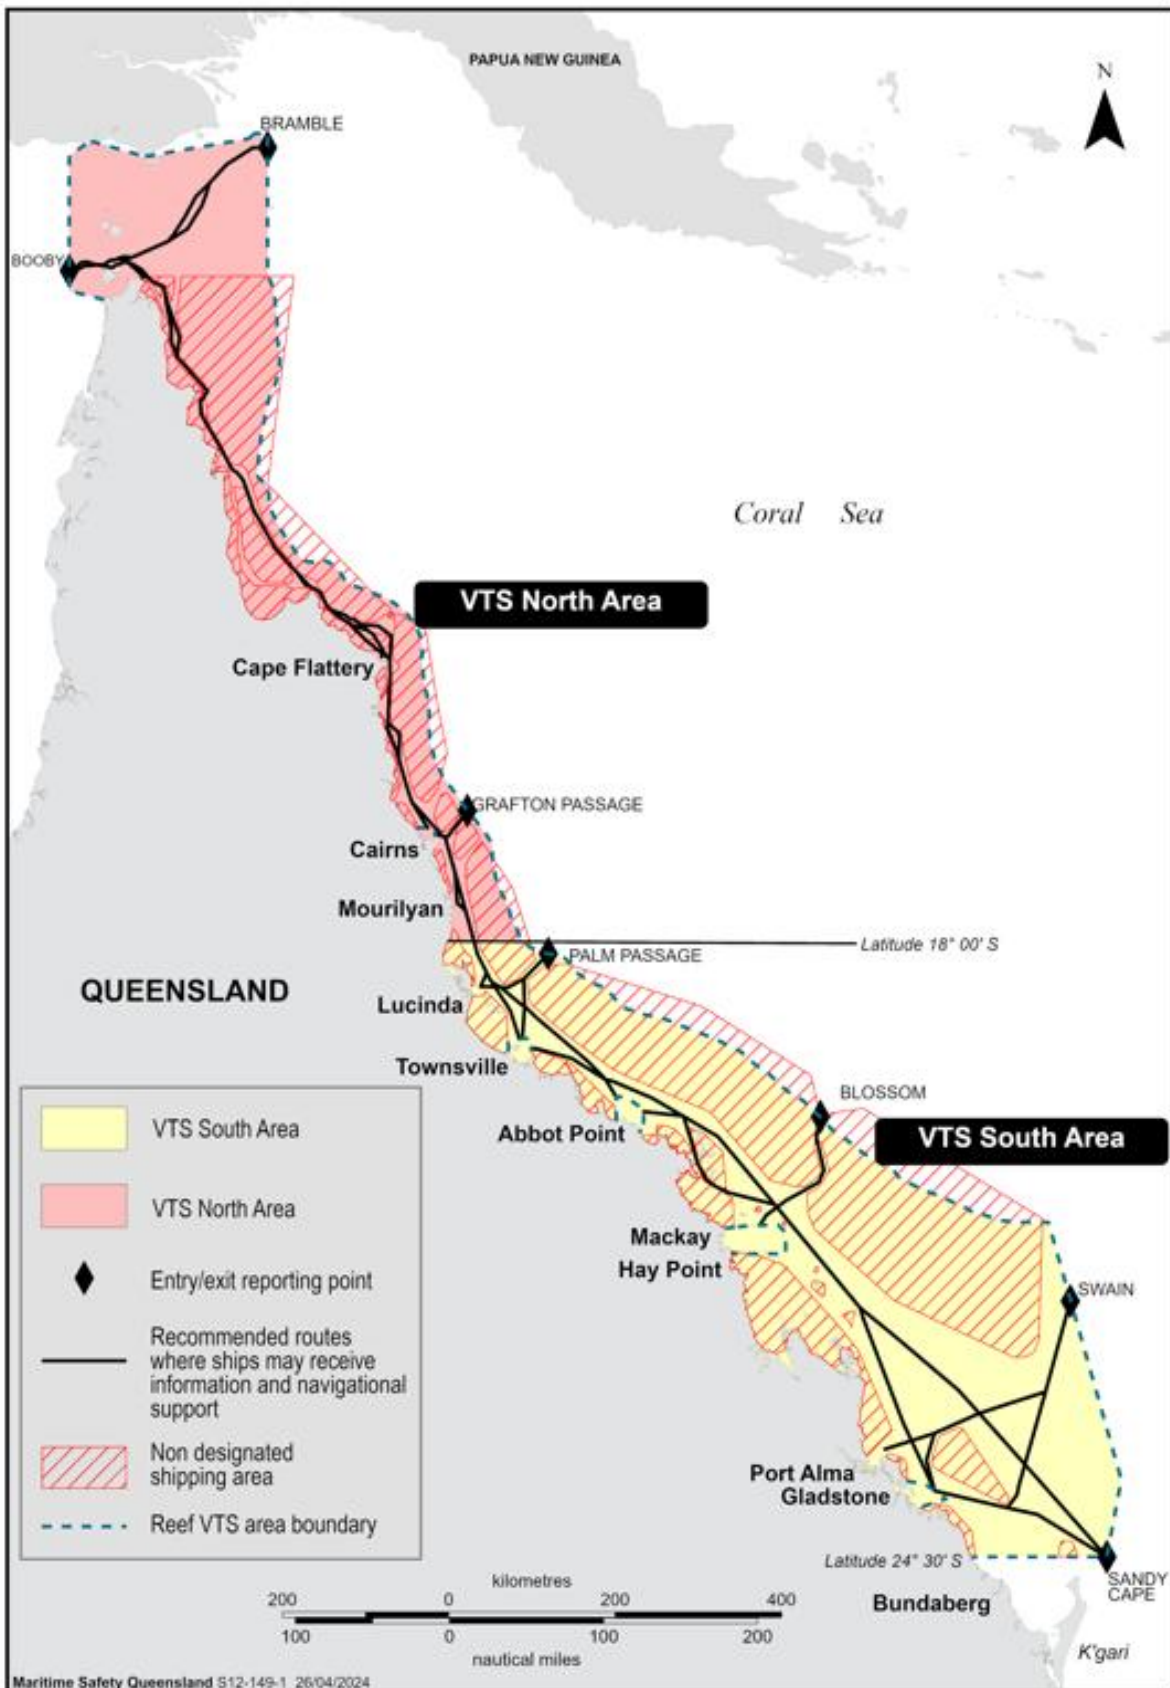 PAPUA NEW GUINEA
N
BRAMBLE
BOOBY
Coral Sea
VTS North Area
Cape Flattery
GRAFTON PASSAGE
Cairns
Mourilyan
Latitude 18° 00' S
PALM PASSAGE
QUEENSLAND
Lucinda
Townsville
BLOSSOM
Abbot Point
VTS South Area
Mackay
Hay Point
SWAIN
Port Alma
Gladstone
Latitude 24° 30' S
SANDY
CAPE
Bundaberg
K'gari
VTS South Area
VTS North Area
Entry/exit reporting point
Recommended routes
where ships may receive
information and navigational
support
Non designated
shipping area
Reef VTS area boundary
kilometres
200 0 200 400
100 0 100 200
nautical miles
Maritime Safety Queensland S12-149-1 26/04/2024